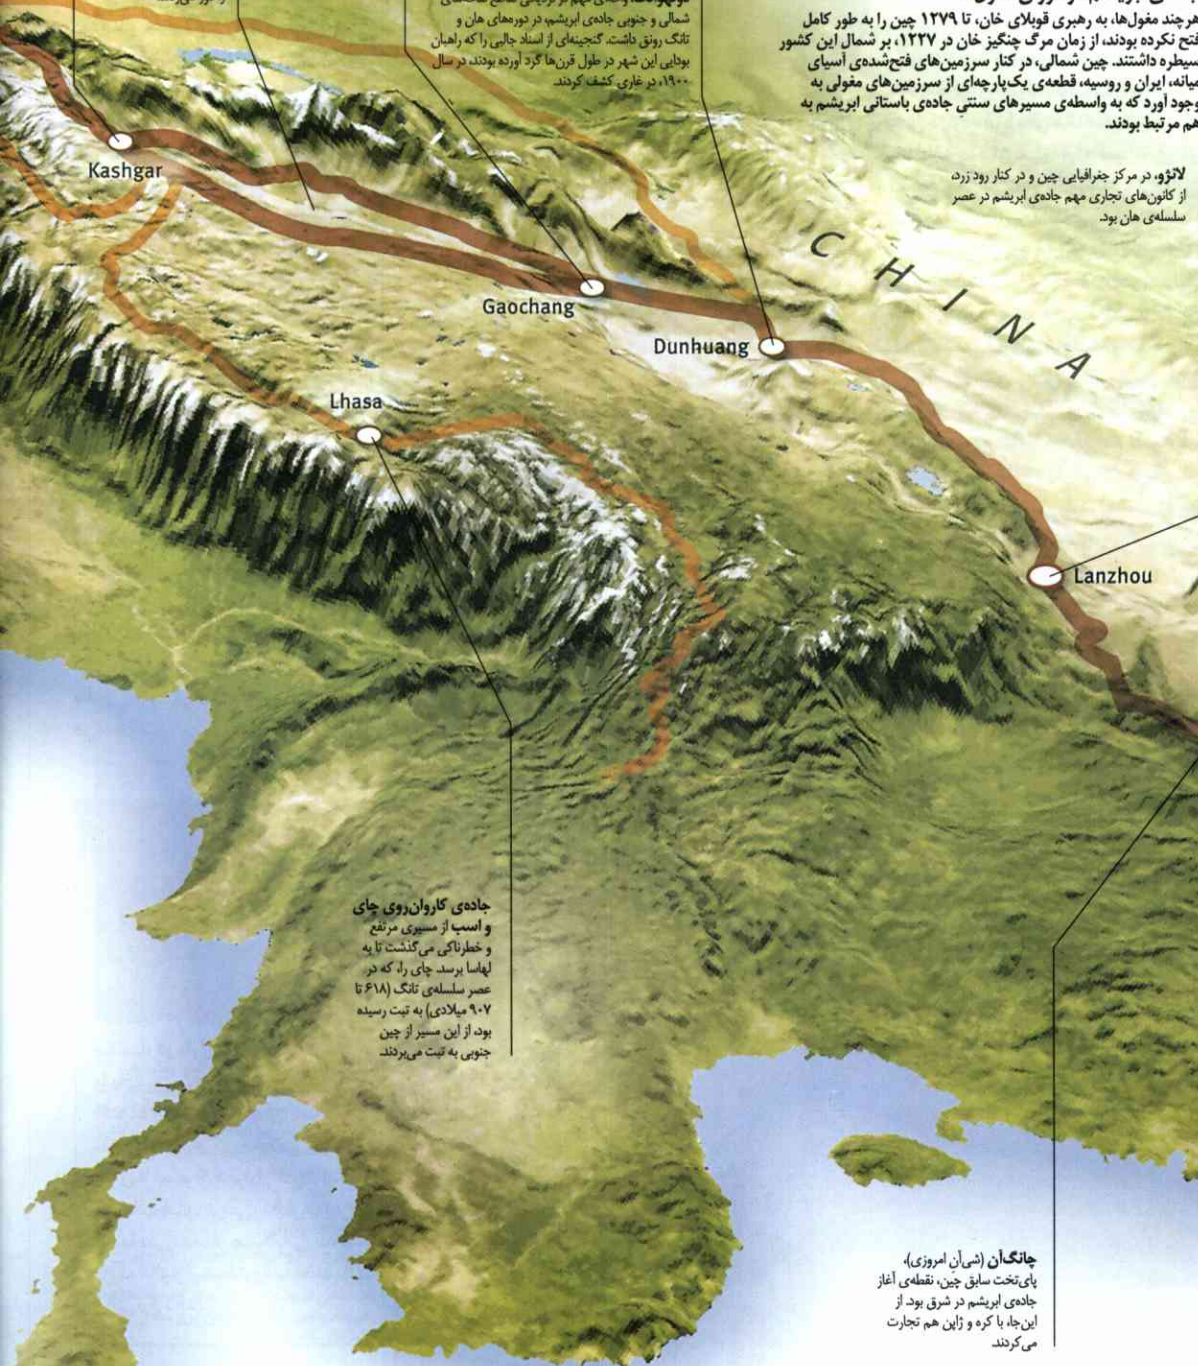 هرچند مغول‌ها، به رهبری قوبلای خان، تا ۱۲۷۹ چین را به طور کامل
فتح نکرده بودند، از زمان مرگ چنگیز خان در ۱۲۲۷، بر شمال این کشور
سیطره داشتند. چین شمالی، در کنار سرزمین‌های فتح‌شده‌ی آسیای
میانه، ایران و روسیه، قطعه‌ی یک‌پارچه‌ای از سرزمین‌های مغولی به
وجود آورد که به واسطه‌ی مسیرهای سنتیِ جاده‌ی باستانی ابریشم به
هم مرتبط بودند.
شمالی و جنوبی جاده‌ی ابریشم، در دوره‌های هان و
تانگ رونق داشت. گنجینه‌ای از اسناد جالبی را که راهبان
بودایی این شهر در طول قرن‌ها گرد آورده بودند، در سال
۱۹۰۰، در غاری کشف کردند.
لانژو، در مرکز جغرافیایی چین و در کنار رود زرد،
از کانون‌های تجاری مهم جاده‌ی ابریشم در عصر
سلسله‌ی هان بود.
Kashgar
CHINA
Gaochang
Dunhuang
Lhasa
Lanzhou
جاده‌ی کاروان‌روی چای
و اسب از مسیری مرتفع
و خطرناکی می‌گذشت تا به
لهاسا برسد. چای را، که در
عصر سلسله‌ی تانگ (۶۱۸ تا
۹۰۷ میلادی) به تبت رسیده
بود، از این مسیر از چین
جنوبی به تبت می‌بردند.
چانگ‌آن (شی‌آنِ امروزی)،
پای‌تخت سابق چین، نقطه‌ی آغاز
جاده‌ی ابریشم در شرق بود. از
این‌جا، با کره و ژاپن هم تجارت
می‌کردند.